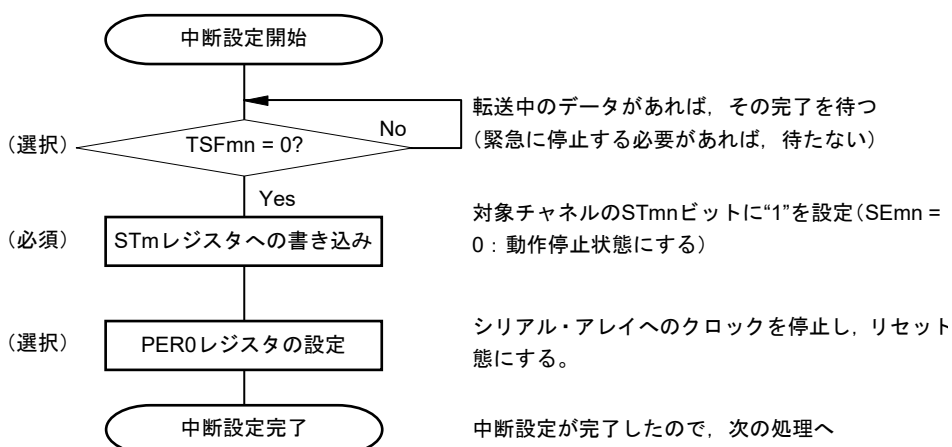 中断設定開始
転送中のデータがあれば，その完了を待つ
（選択）
TSFmn = 0?
No
（緊急に停止する必要があれば，待たない）
Yes
（必須）
STmレジスタへの書き込み
対象チャネルのSTmnビットに“1”を設定（SEmn =
0：動作停止状態にする）
（選択）
PER0レジスタの設定
シリアル・アレイへのクロックを停止し，リセット
態にする。
中断設定完了
中断設定が完了したので，次の処理へ